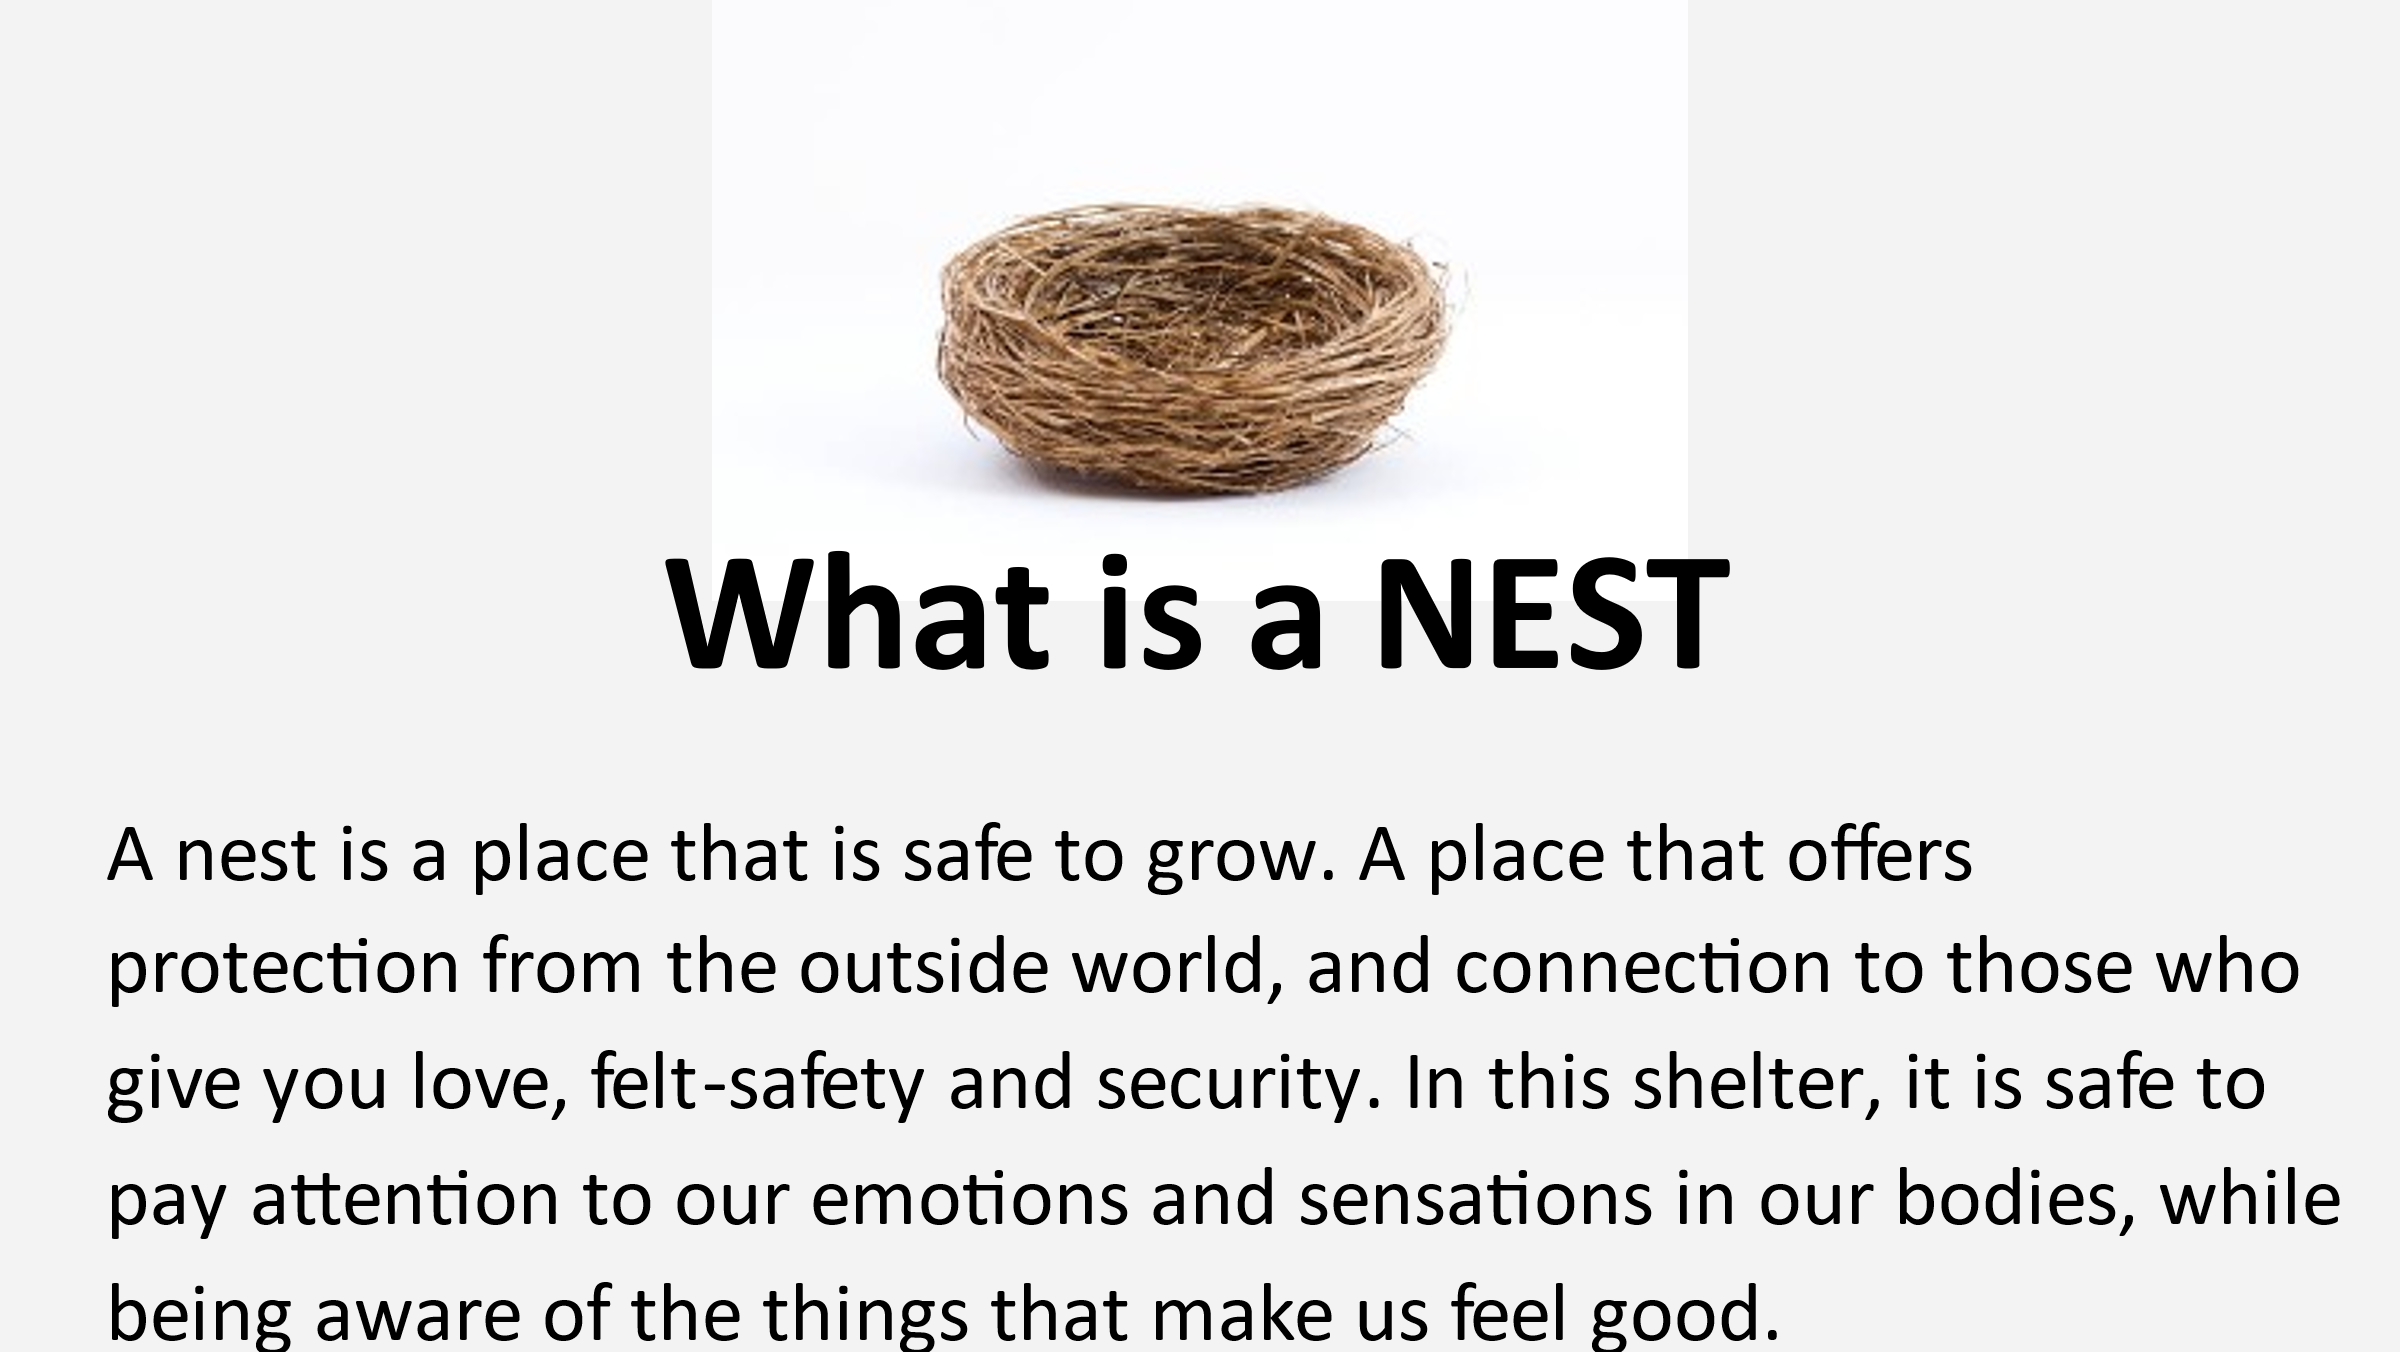 What is a NEST
A nest is a place that is safe to grow. A place that offers
protection from the outside world, and connection to those who
give you love, felt-safety and security. In this shelter, it is safe to
pay attention to our emotions and sensations in our bodies, while
being aware of the things that make us feel good.